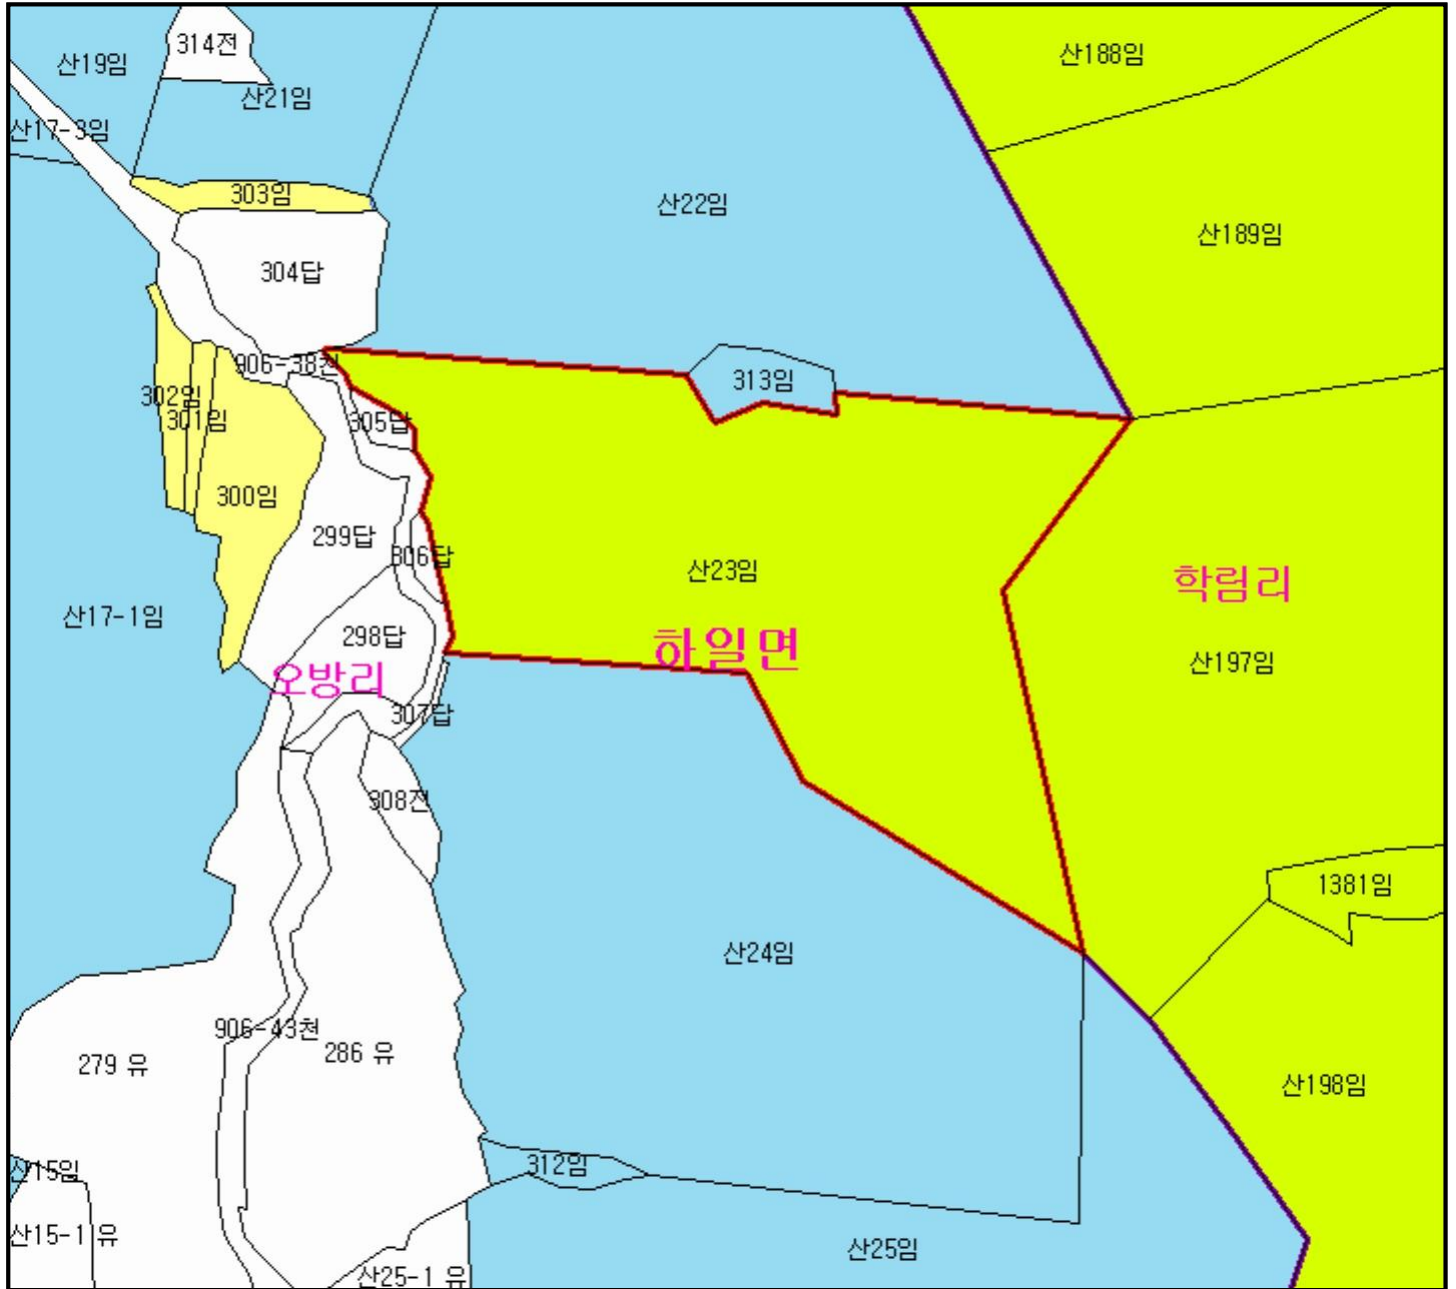 314전
산188임
산19임
산21임
산17-3임
303임
산22임
산189임
304답
906-38천
313임
302임
301임
305답
300임
299답
306답
산23임
학림리
산17-1임
298답
하일면
산197임
오방리
307답
308전
1381임
산24임
906-43천
286 유
279 유
산198임
312임
산15임
산15-1 유
산25임
산25-1 유